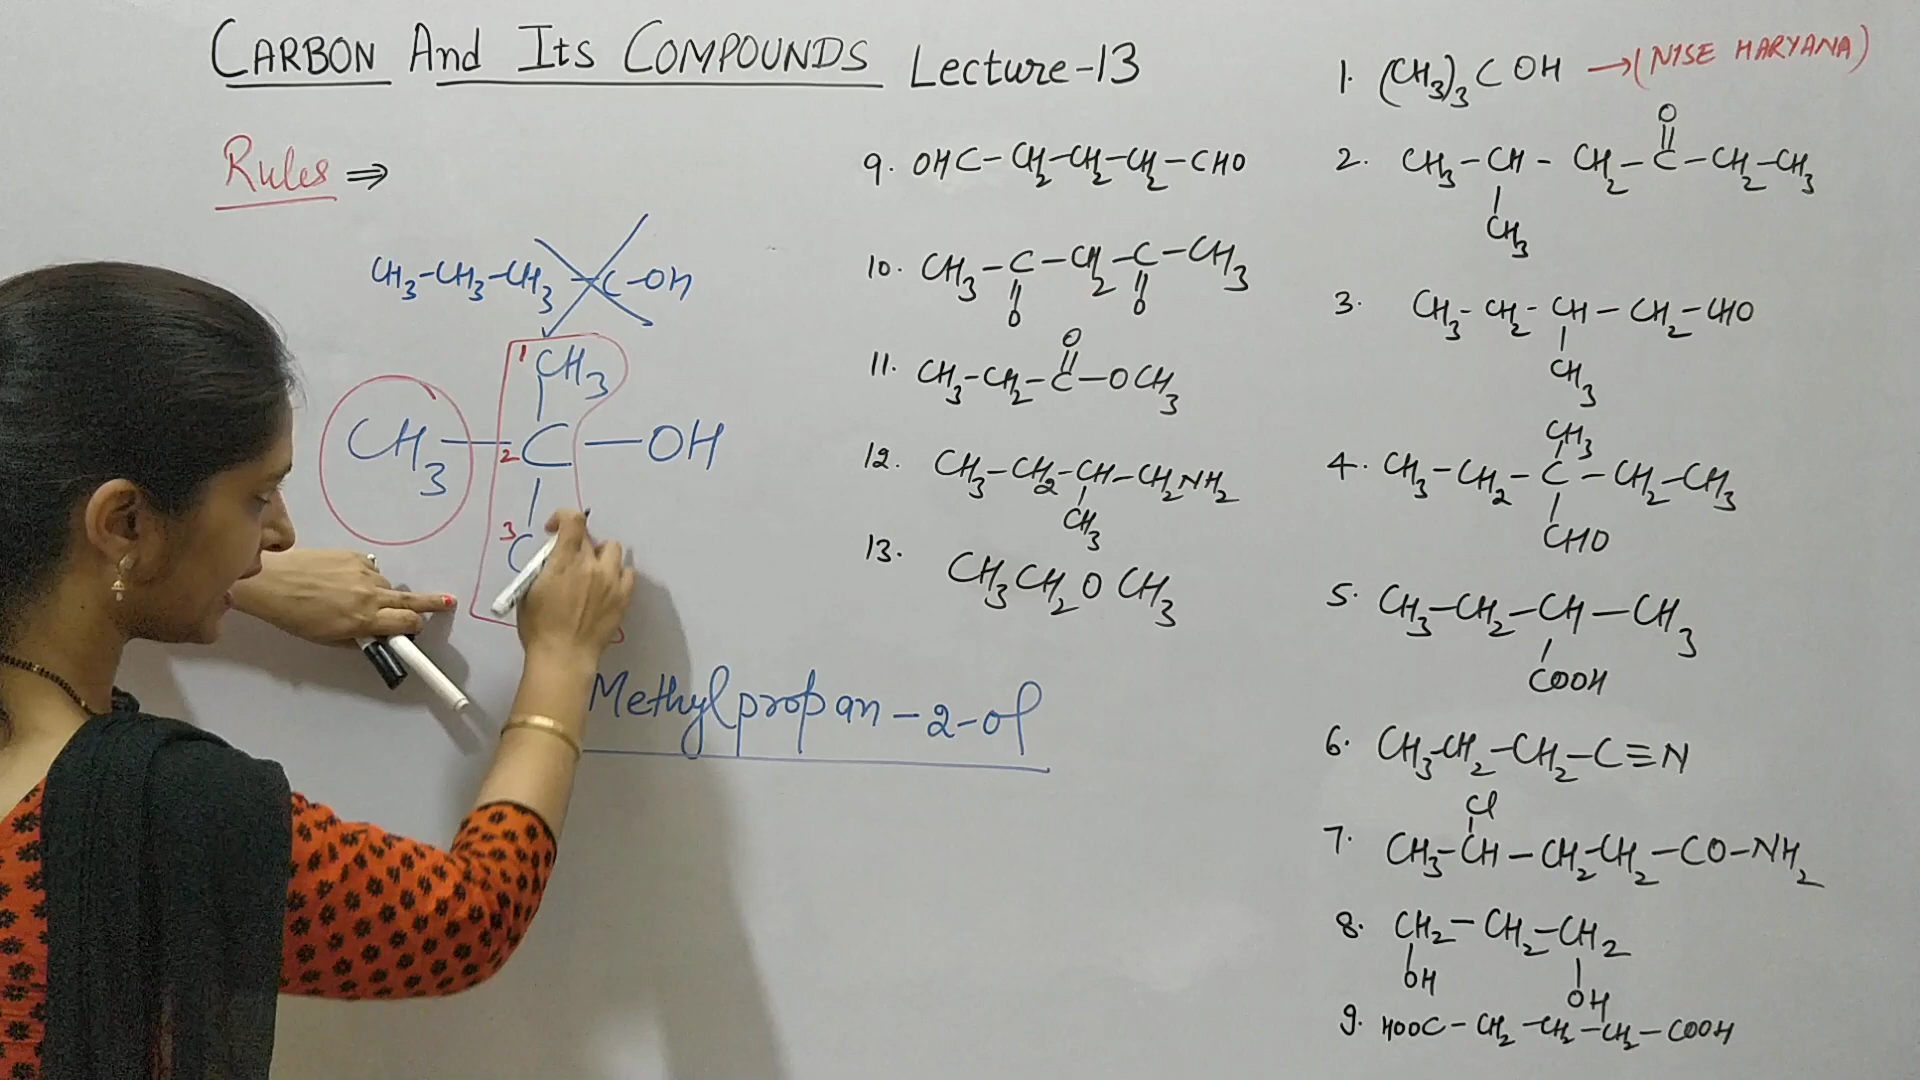 CARBON And Its COMPOUNDS Lecture-13
Rules ⇒
CH3-CH3-CH3-C-OH
1 CH3
CH3-2 C-OH
3 C
3
Methylpropan-2-ol
9. OHC-CH2-CH2-CH2-CHO
10. CH3-C-CH2-C-CH3
O O
O
11. CH3-CH2-C-OCH3
12. CH3-CH2-CH-CH2NH2
CH3
13. CH3CH2OCH3
1. (CH3)3COH →(NISE HARYANA)
O
2. CH3-CH-CH2-C-CH2-CH3
CH3
3. CH3-CH2-CH-CH2-CHO
CH3
CH3
4. CH3-CH2-C-CH2-CH3
CHO
5. CH3-CH2-CH-CH3
COOH
6. CH3CH2-CH2-C≡N
Cl
7. CH3-CH-CH2-CH2-CO-NH2
8. CH2-CH2-CH2
OH OH
9. HOOC-CH2-CH2-CH2-COOH